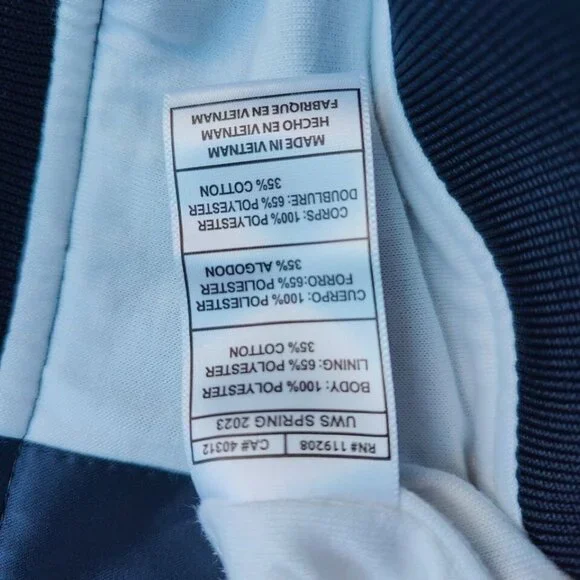 RN# 119208 CA# 40312
UWS SPRING 2023
BODY: 100% POLYESTER
LINING: 65% POLYESTER
35% COTTON
CUERPO: 100% POLIESTER
FORRO: 65% POLIESTER
35% ALGODON
CORPS: 100% POLYESTER
DOUBLURE: 65% POLYESTER
35% COTTON
MADE IN VIETNAM
HECHO EN VIETNAM
FABRIQUE EN VIETNAM